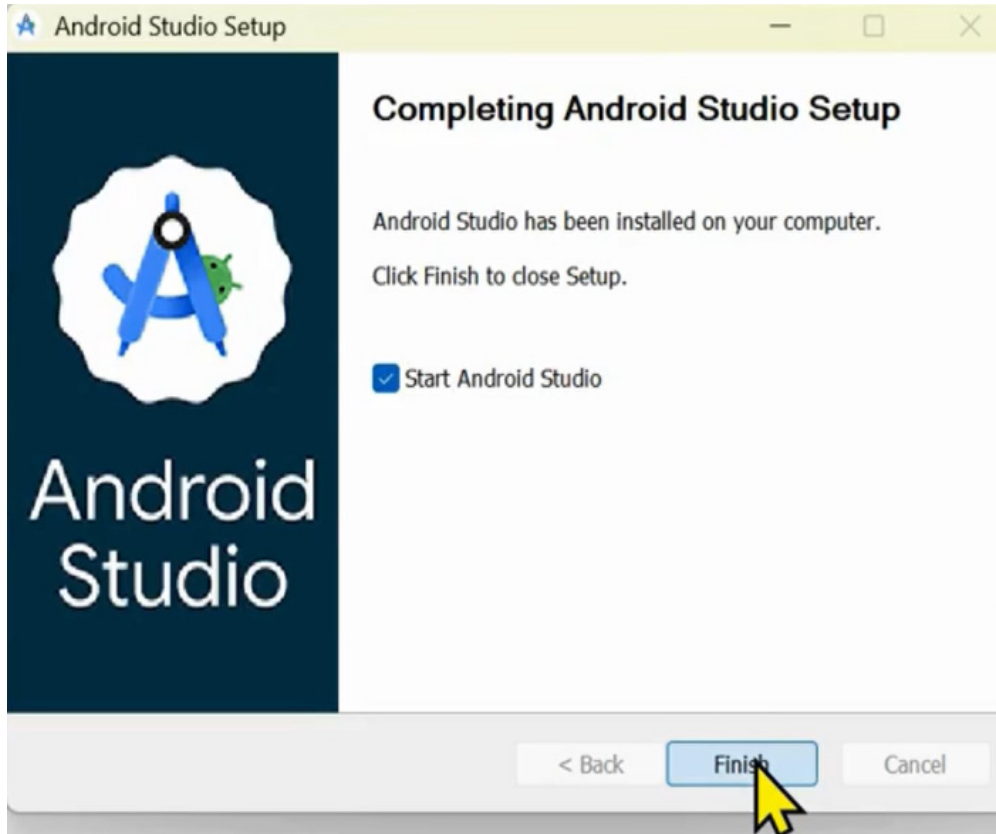 Android Studio Setup
Completing Android Studio Setup
Android Studio has been installed on your computer.
Click Finish to close Setup.
Start Android Studio
Android
Studio
< Back
Finish
Cancel